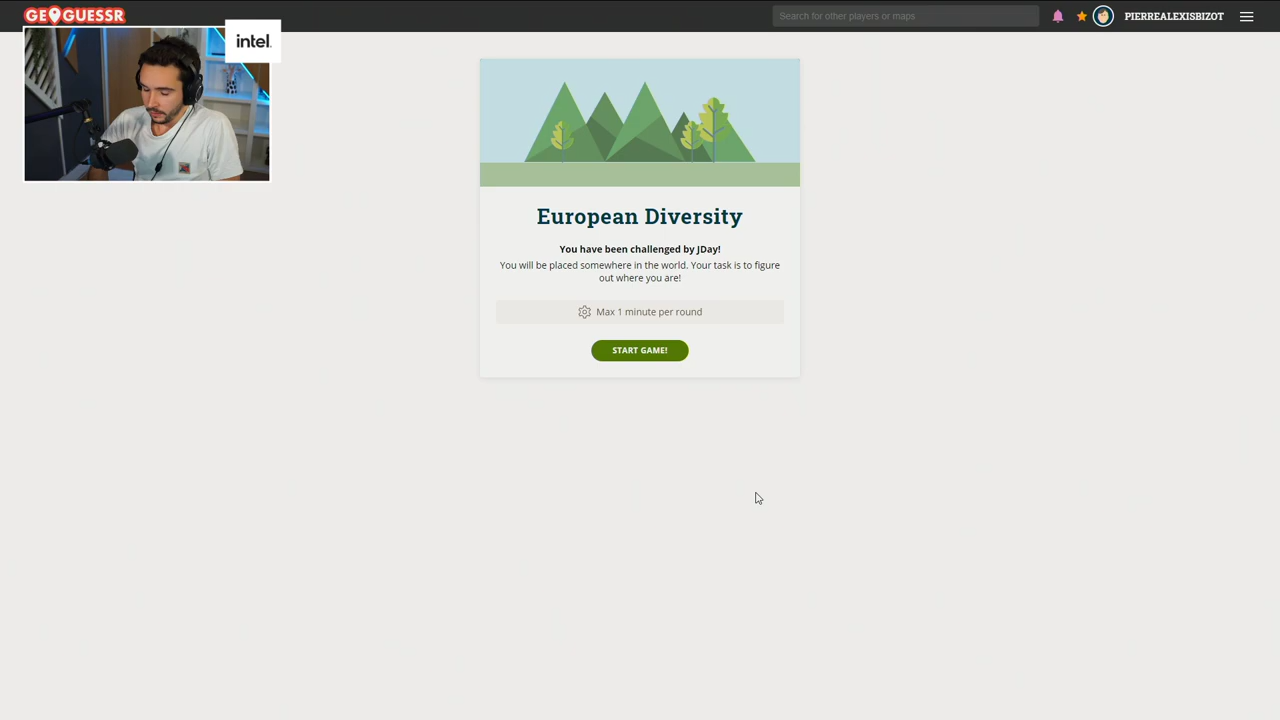 GEOGUESSR
Search for other players or maps
PIERREALEXISBIZOT
intel.
European Diversity
You have been challenged by JDay!
You will be placed somewhere in the world. Your task is to figure
out where you are!
Max 1 minute per round
START GAME!